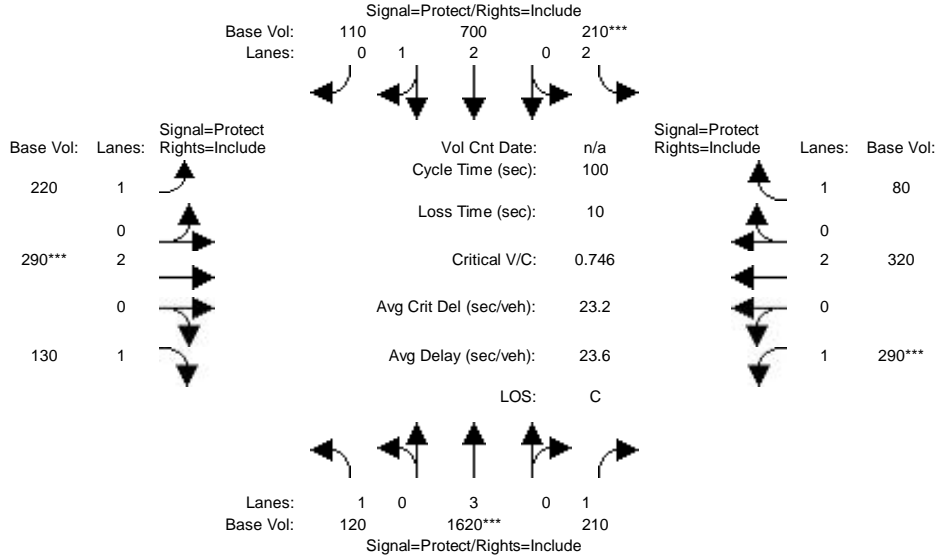 Signal=Protect/Rights=Include
Base Vol: 110 700 210***
Lanes: 0 1 2 0 2
Signal=Protect Signal=Protect
Base Vol: Lanes: Rights=Include Vol Cnt Date: n/a Rights=Include Lanes: Base Vol:
Cycle Time (sec): 100
220 1 1 80
Loss Time (sec): 10
0 0
290*** 2 Critical V/C: 0.746 2 320
0 Avg Crit Del (sec/veh): 23.3 0
130 1 Avg Delay (sec/veh): 23.6 1 290***
LOS: C
Lanes: 1 0 3 0 1
Base Vol: 120 1620*** 210
Signal=Protect/Rights=Include